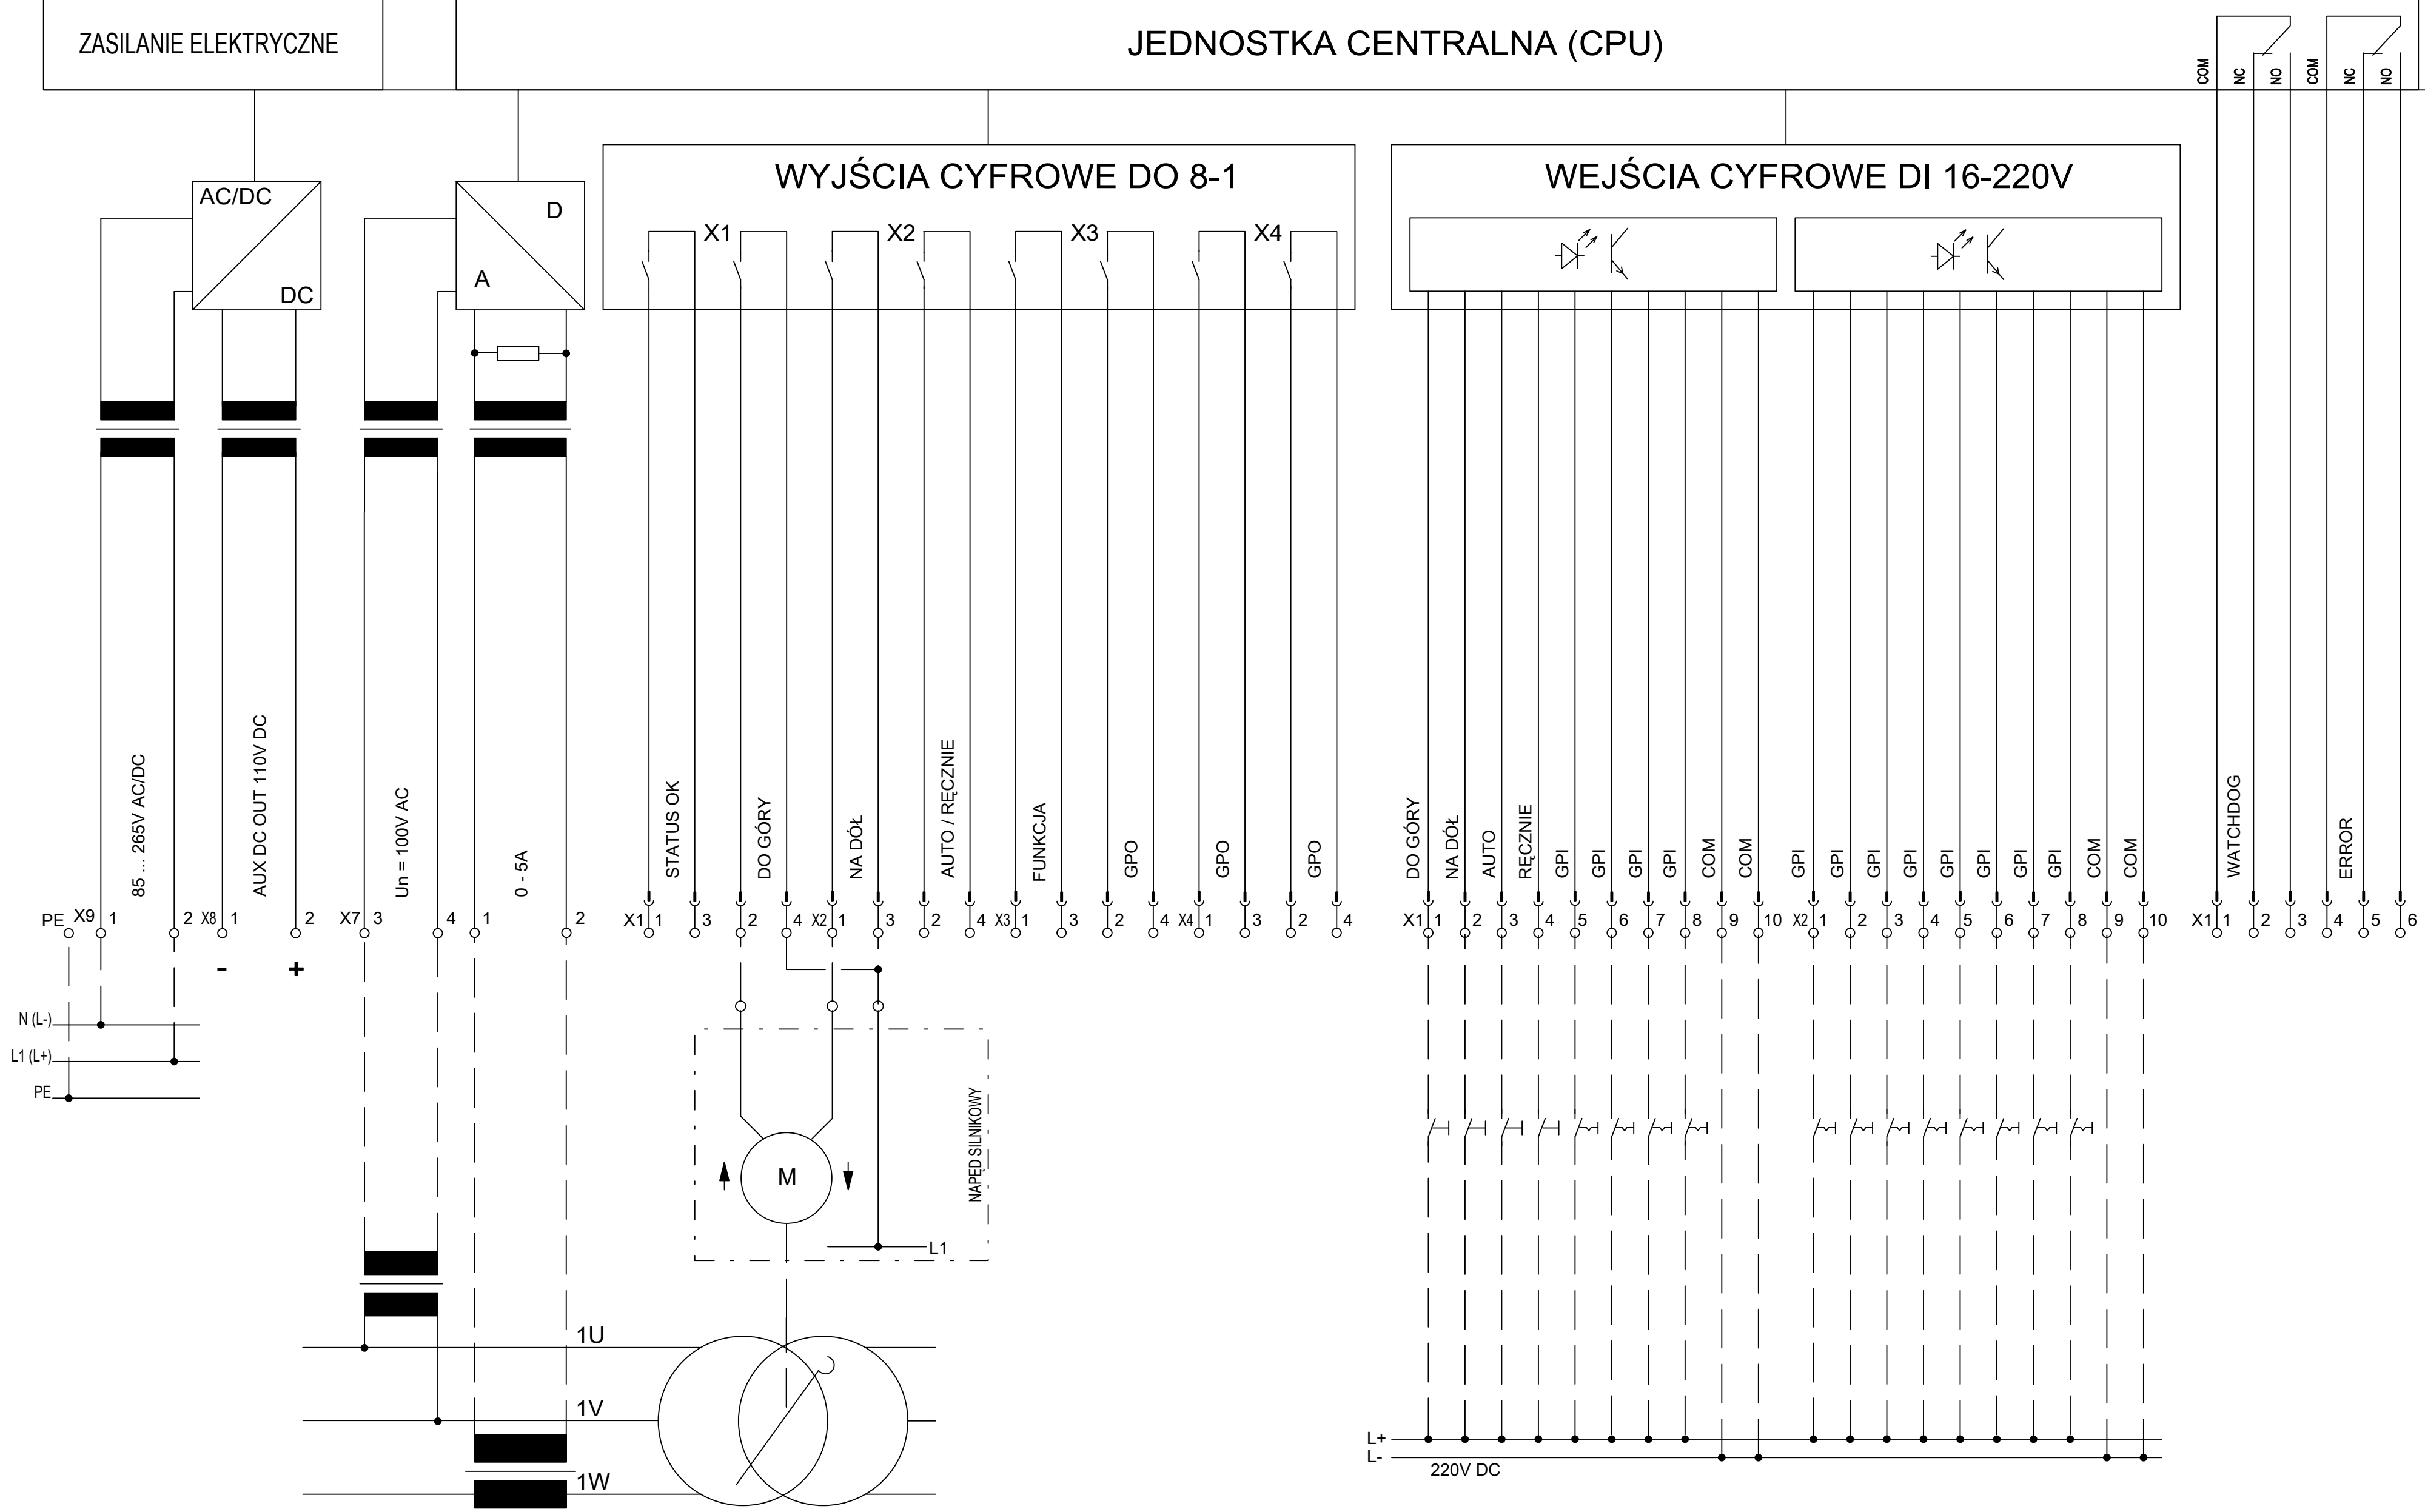 ZASILANIE ELEKTRYCZNE
JEDNOSTKA CENTRALNA (CPU)
COM NC NO COM NC NO
WYJŚCIA CYFROWE DO 8-1
WEJŚCIA CYFROWE DI 16-220V
AC/DC
DC
D
A
X1 X2 X3 X4
85 ... 265V AC/DC
AUX DC OUT 110V DC
Un = 100V AC
0 - 5A
STATUS OK
DO GÓRY
NA DÓŁ
AUTO / RĘCZNIE
FUNKCJA
GPO
GPO
GPO
DO GÓRY
NA DÓŁ
AUTO
RĘCZNIE
GPI
GPI
GPI
GPI
COM
COM
GPI
GPI
GPI
GPI
GPI
GPI
GPI
GPI
COM
COM
WATCHDOG
ERROR
PE X9 1 2 X8 1 2 X7 3 4 1 2
X1 1 3 2 4 X2 1 3 2 4 X3 1 3 2 4 X4 1 3 2 4
X1 1 2 3 4 5 6 7 8 9 10 X2 1 2 3 4 5 6 7 8 9 10
X1 1 2 3 4 5 6
- +
N (L-)
L1 (L+)
PE
NAPĘD SILNIKOWY
M
L1
1U
1V
1W
L+
L-
220V DC